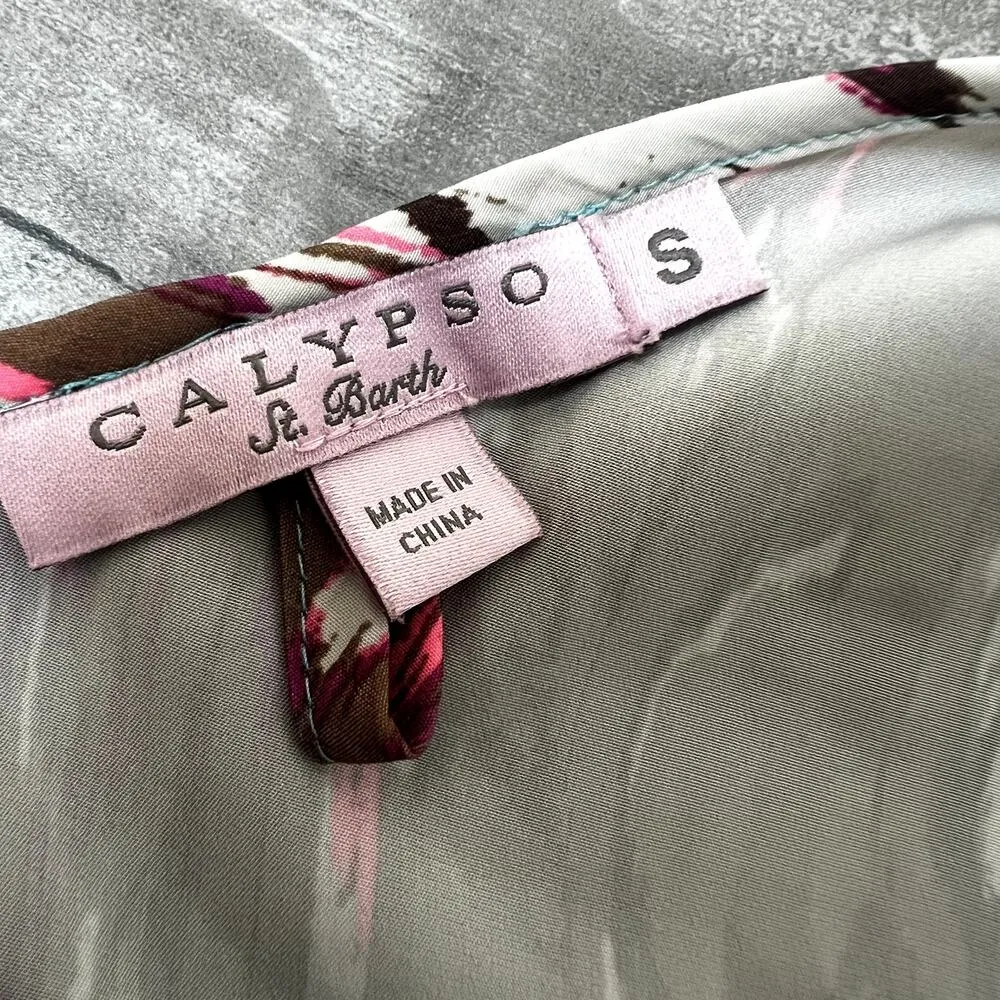 CALYPSO
St. Barth
S
MADE IN
CHINA